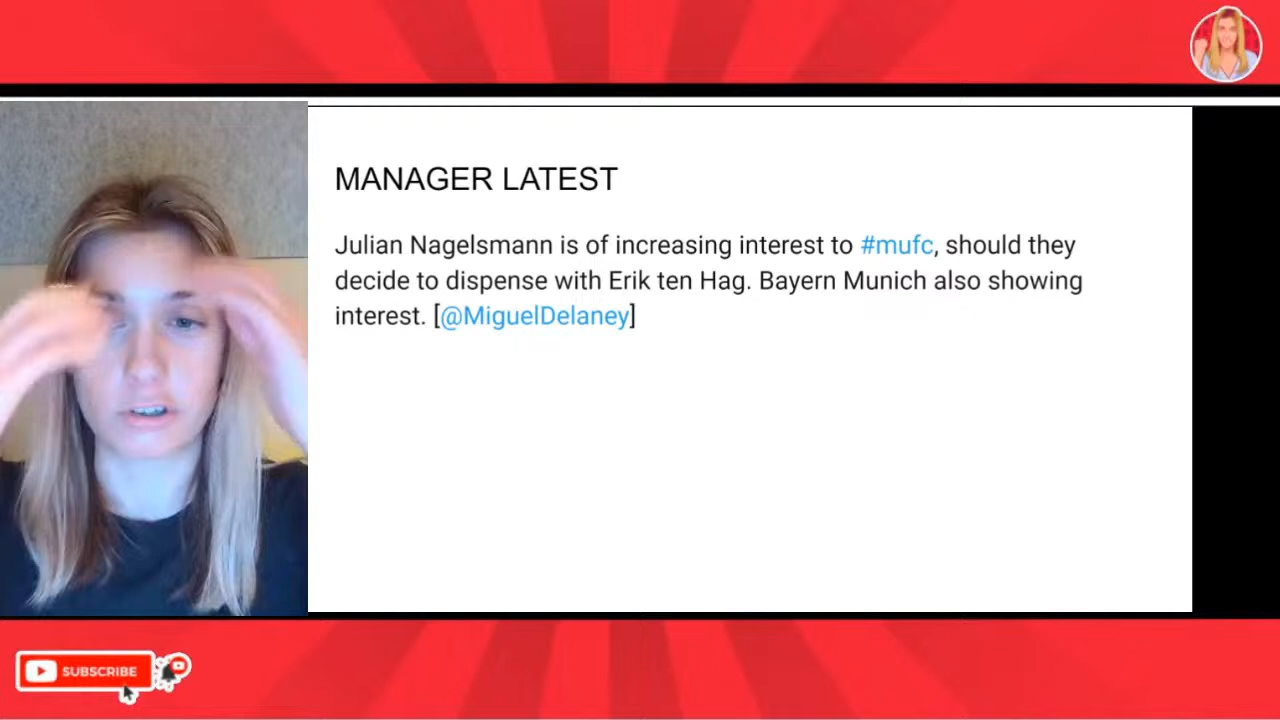 MANAGER LATEST
Julian Nagelsmann is of increasing interest to #mufc, should they
decide to dispense with Erik ten Hag. Bayern Munich also showing
interest. [@MiguelDelaney]
SUBSCRIBE